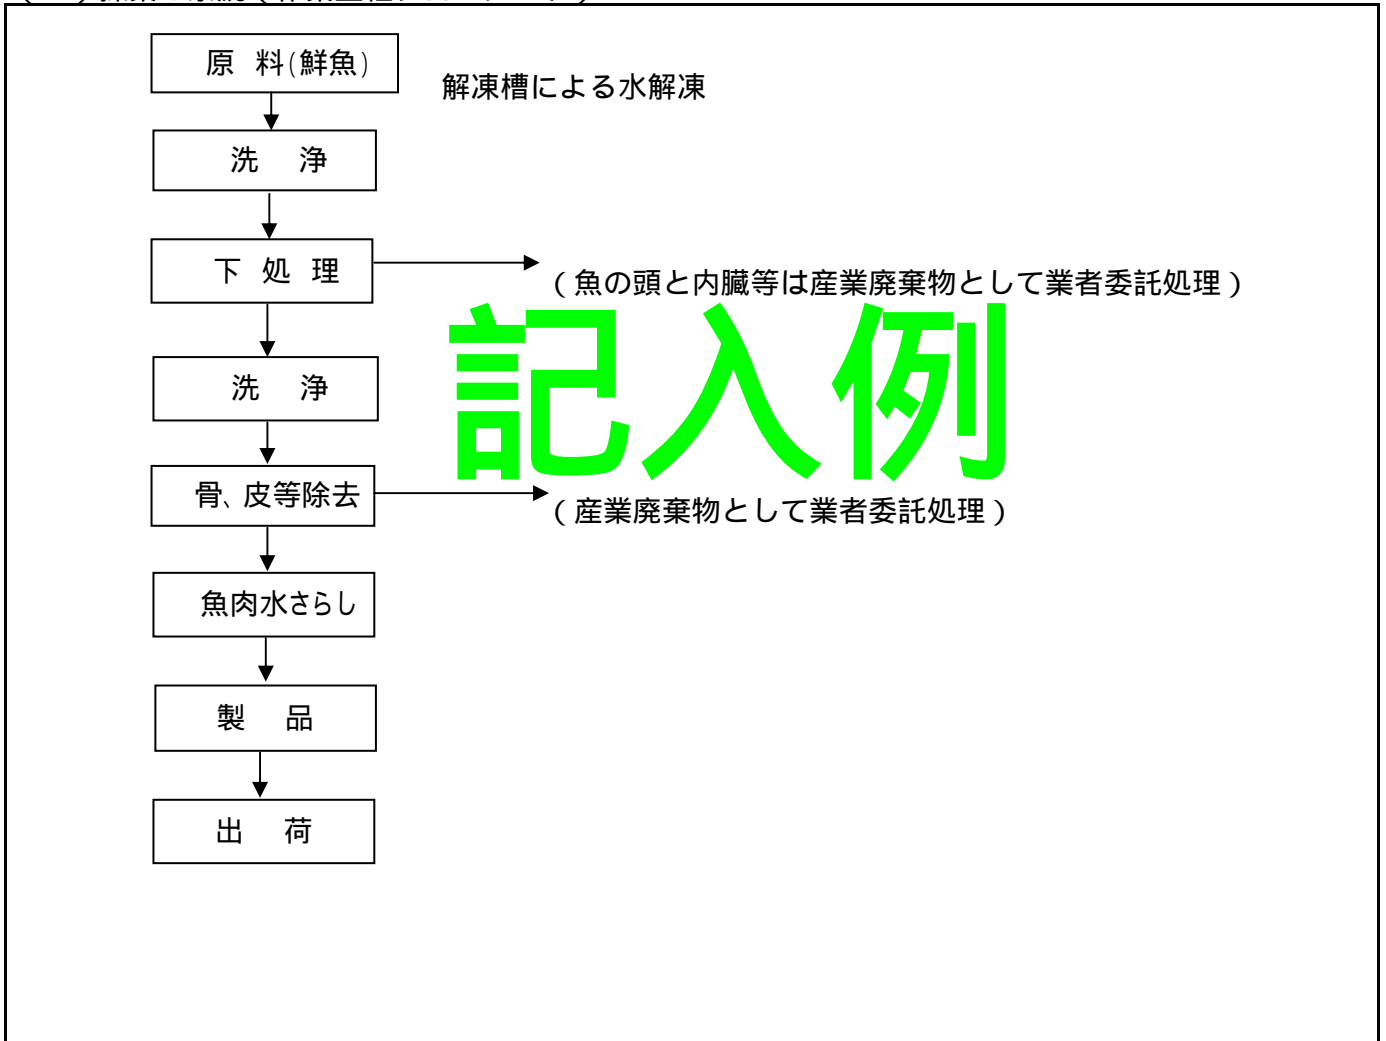 原 料(鮮魚)
解凍槽による水解凍
洗 浄
下 処 理
(魚の頭と内臓等は産業廃棄物として業者委託処理)
記入例
洗 浄
骨、皮等除去
(産業廃棄物として業者委託処理)
魚肉水さらし
製 品
出 荷